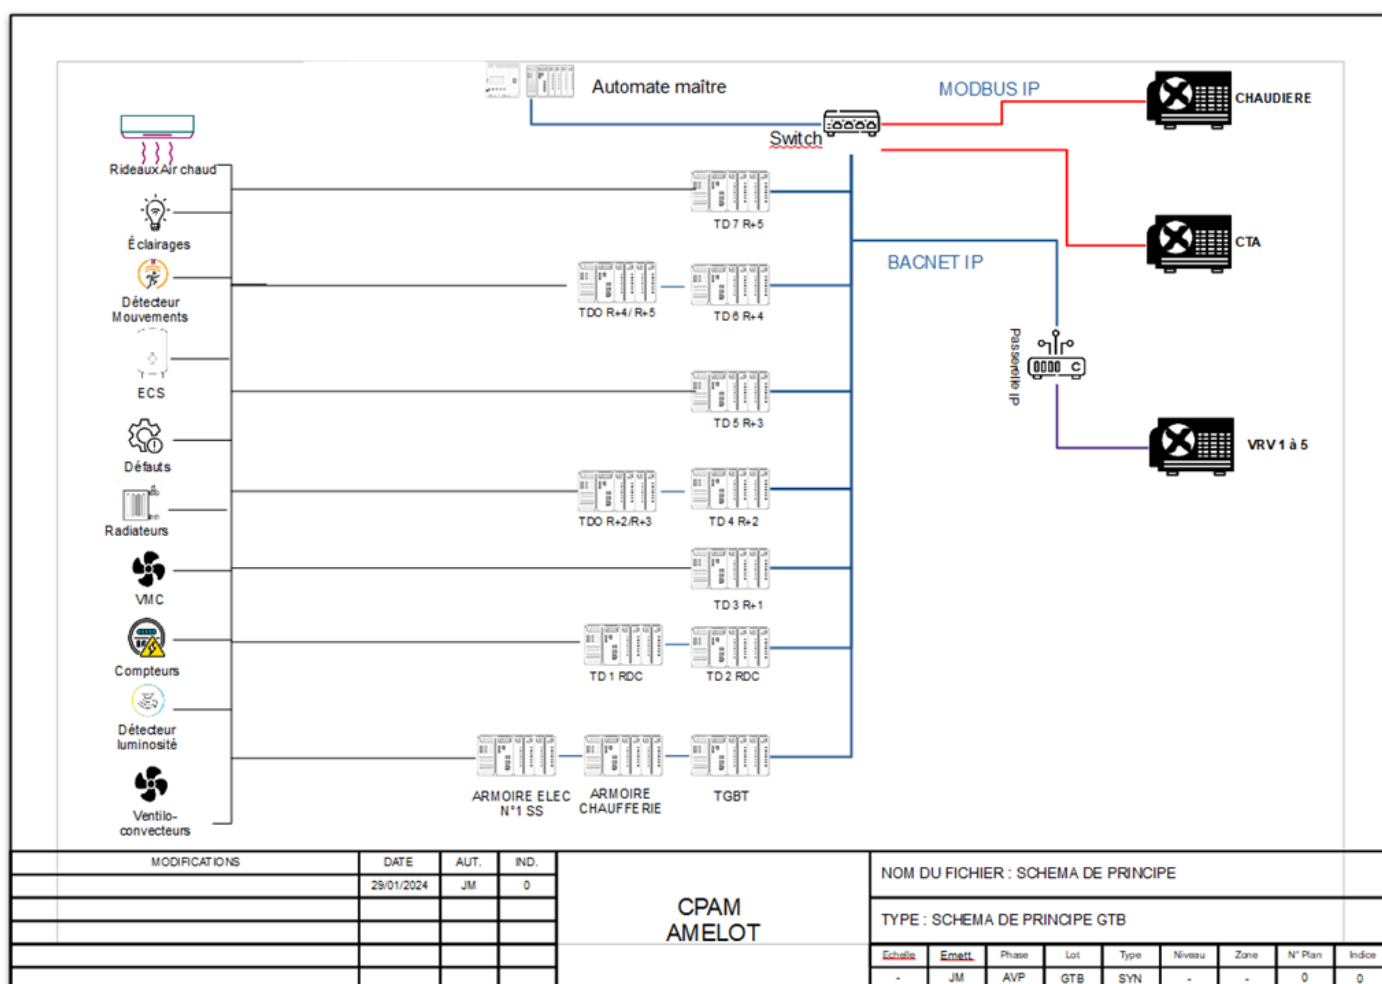 Automate maître
MODBUS IP
CHAUDIERE
Switch
Rideaux Air chaud
TD 7 R+5
Éclairages
CTA
BACNET IP
Détecteur
Mouvements
TDO R+4/ R+5
TD 6 R+4
Passerelle IP
ECS
TD 5 R+3
VRV 1 à 5
Défauts
Radiateurs
TDO R+2/R+3
TD 4 R+2
VMC
TD 3 R+1
Compteurs
TD 1 RDC
TD 2 RDC
Détecteur
luminosité
ARMOIRE ELEC
N°1 SS
ARMOIRE
CHAUFFERIE
TGBT
Ventilo-
convecteurs
MODIFICATIONS DATE AUT. IND.
29/01/2024 JM 0
CPAM
AMELOT
NOM DU FICHIER : SCHEMA DE PRINCIPE
TYPE : SCHEMA DE PRINCIPE GTB
Echelle Emett Phase Lot Type Niveau Zone N° Plan Indice
- JM AVP GTB SYN - - 0 0